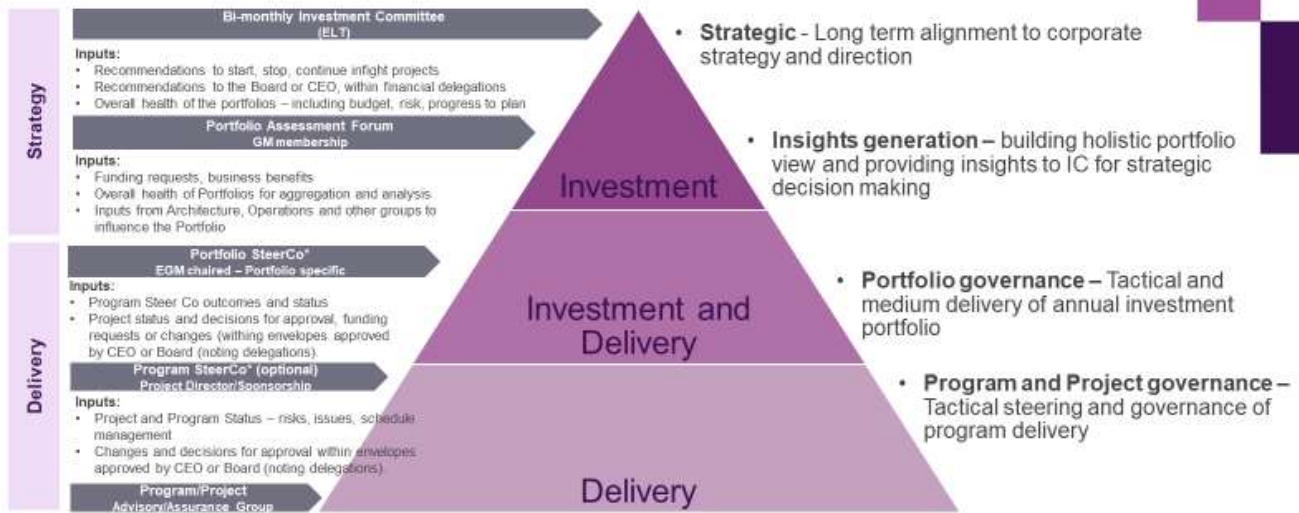 Strategy
Bi-monthly Investment Committee
(ELT)
Inputs:
• Recommendations to start, stop, continue infight projects
• Recommendations to the Board or CEO, within financial delegations
• Overall health of the portfolios – including budget, risk, progress to plan
Portfolio Assessment Forum
GM membership
Inputs:
• Funding requests, business benefits
• Overall health of Portfolios for aggregation and analysis
• Inputs from Architecture, Operations and other groups to
influence the Portfolio
Delivery
Portfolio SteerCo*
EGM chaired – Portfolio specific
Inputs:
• Program Steer Co outcomes and status
• Project status and decisions for approval, funding
requests or changes (withing envelopes approved
by CEO or Board (noting delegations).
Program SteerCo* (optional)
Project Director/Sponsorship
Inputs:
• Project and Program Status – risks, issues, schedule
management
• Changes and decisions for approval within envelopes
approved by CEO or Board (noting delegations).
Program/Project
Advisory/Assurance Group
Investment
Investment and
Delivery
Delivery
• Strategic - Long term alignment to corporate
strategy and direction
• Insights generation – building holistic portfolio
view and providing insights to IC for strategic
decision making
• Portfolio governance – Tactical and
medium delivery of annual investment
portfolio
• Program and Project governance –
Tactical steering and governance of
program delivery